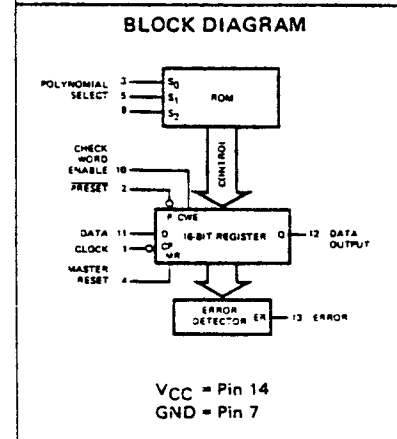 BLOCK DIAGRAM
POLYNOMIAL SELECT
3 S0
5 S1
8 S2
ROM
CONTROL
CHECK WORD ENABLE 10
PRESET 2
P CWE
DATA 11 D
16-BIT REGISTER
Q 12 DATA OUTPUT
CLOCK 1 CP
MR
MASTER RESET 4
ERROR DETECTOR
ER 13 ERROR
VCC = Pin 14
GND = Pin 7